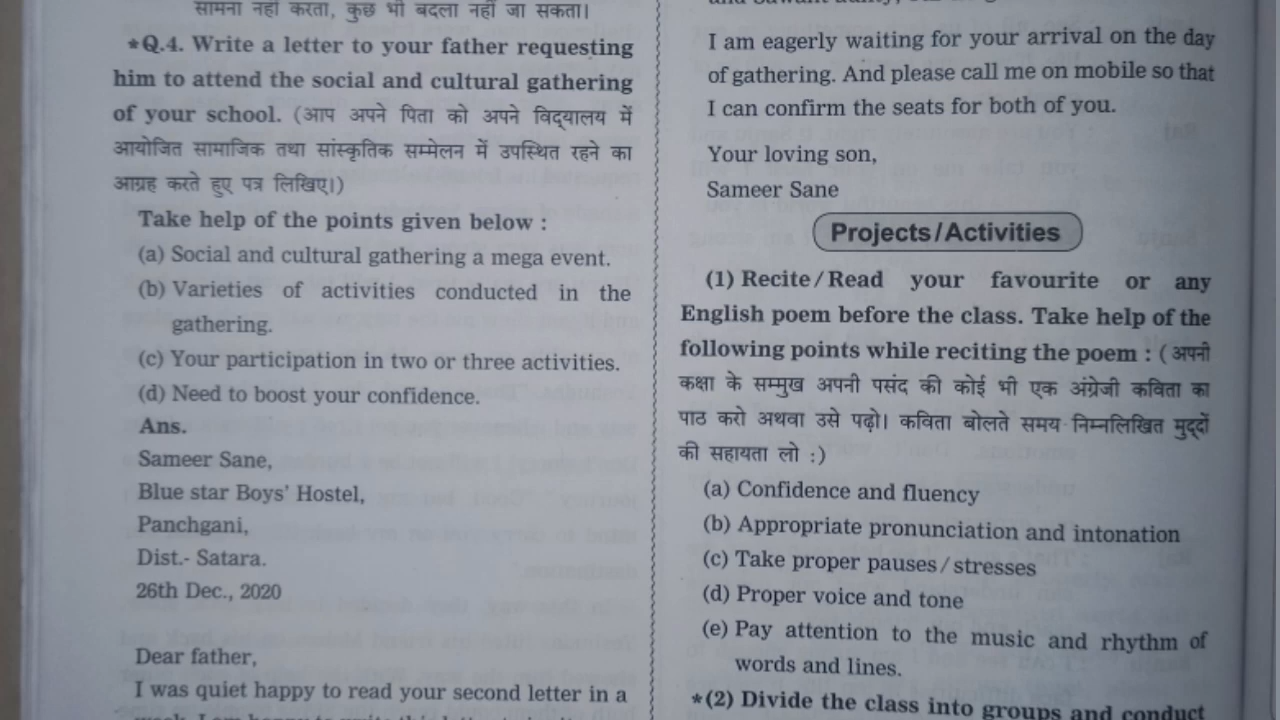 सामना नहीं करता, कुछ भी बदला नहीं जा सकता।
*Q.4. Write a letter to your father requesting
him to attend the social and cultural gathering
of your school. (आप अपने पिता को अपने विद्यालय में
आयोजित सामाजिक तथा सांस्कृतिक सम्मेलन में उपस्थित रहने का
आग्रह करते हुए पत्र लिखिए।)
Take help of the points given below :
(a) Social and cultural gathering a mega event.
(b) Varieties of activities conducted in the
gathering.
(c) Your participation in two or three activities.
(d) Need to boost your confidence.
Ans.
Sameer Sane,
Blue star Boys' Hostel,
Panchgani,
Dist.- Satara.
26th Dec., 2020
Dear father,
I was quiet happy to read your second letter in a
I am eagerly waiting for your arrival on the day
of gathering. And please call me on mobile so that
I can confirm the seats for both of you.
Your loving son,
Sameer Sane
Projects/Activities
(1) Recite/Read your favourite or any
English poem before the class. Take help of the
following points while reciting the poem : (अपनी
कक्षा के सम्मुख अपनी पसंद की कोई भी एक अंग्रेजी कविता का
पाठ करो अथवा उसे पढ़ो। कविता बोलते समय निम्नलिखित मुद्दों
की सहायता लो :)
(a) Confidence and fluency
(b) Appropriate pronunciation and intonation
(c) Take proper pauses/stresses
(d) Proper voice and tone
(e) Pay attention to the music and rhythm of
words and lines.
*(2) Divide the class into groups and conduct